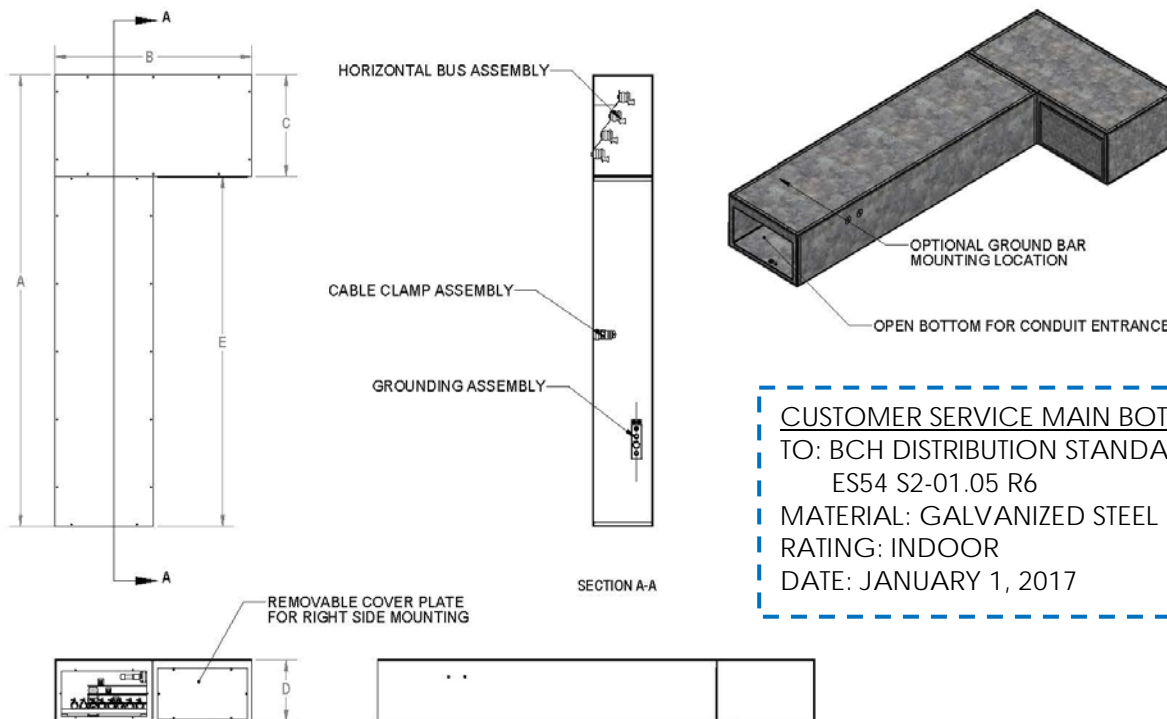 A
B
HORIZONTAL BUS ASSEMBLY
C
A
E
OPTIONAL GROUND BAR
MOUNTING LOCATION
CABLE CLAMP ASSEMBLY
OPEN BOTTOM FOR CONDUIT ENTRANCE
GROUNDING ASSEMBLY
CUSTOMER SERVICE MAIN BOT
TO: BCH DISTRIBUTION STANDA
ES54 S2-01.05 R6
MATERIAL: GALVANIZED STEEL
RATING: INDOOR
DATE: JANUARY 1, 2017
A
SECTION A-A
REMOVABLE COVER PLATE
FOR RIGHT SIDE MOUNTING
D